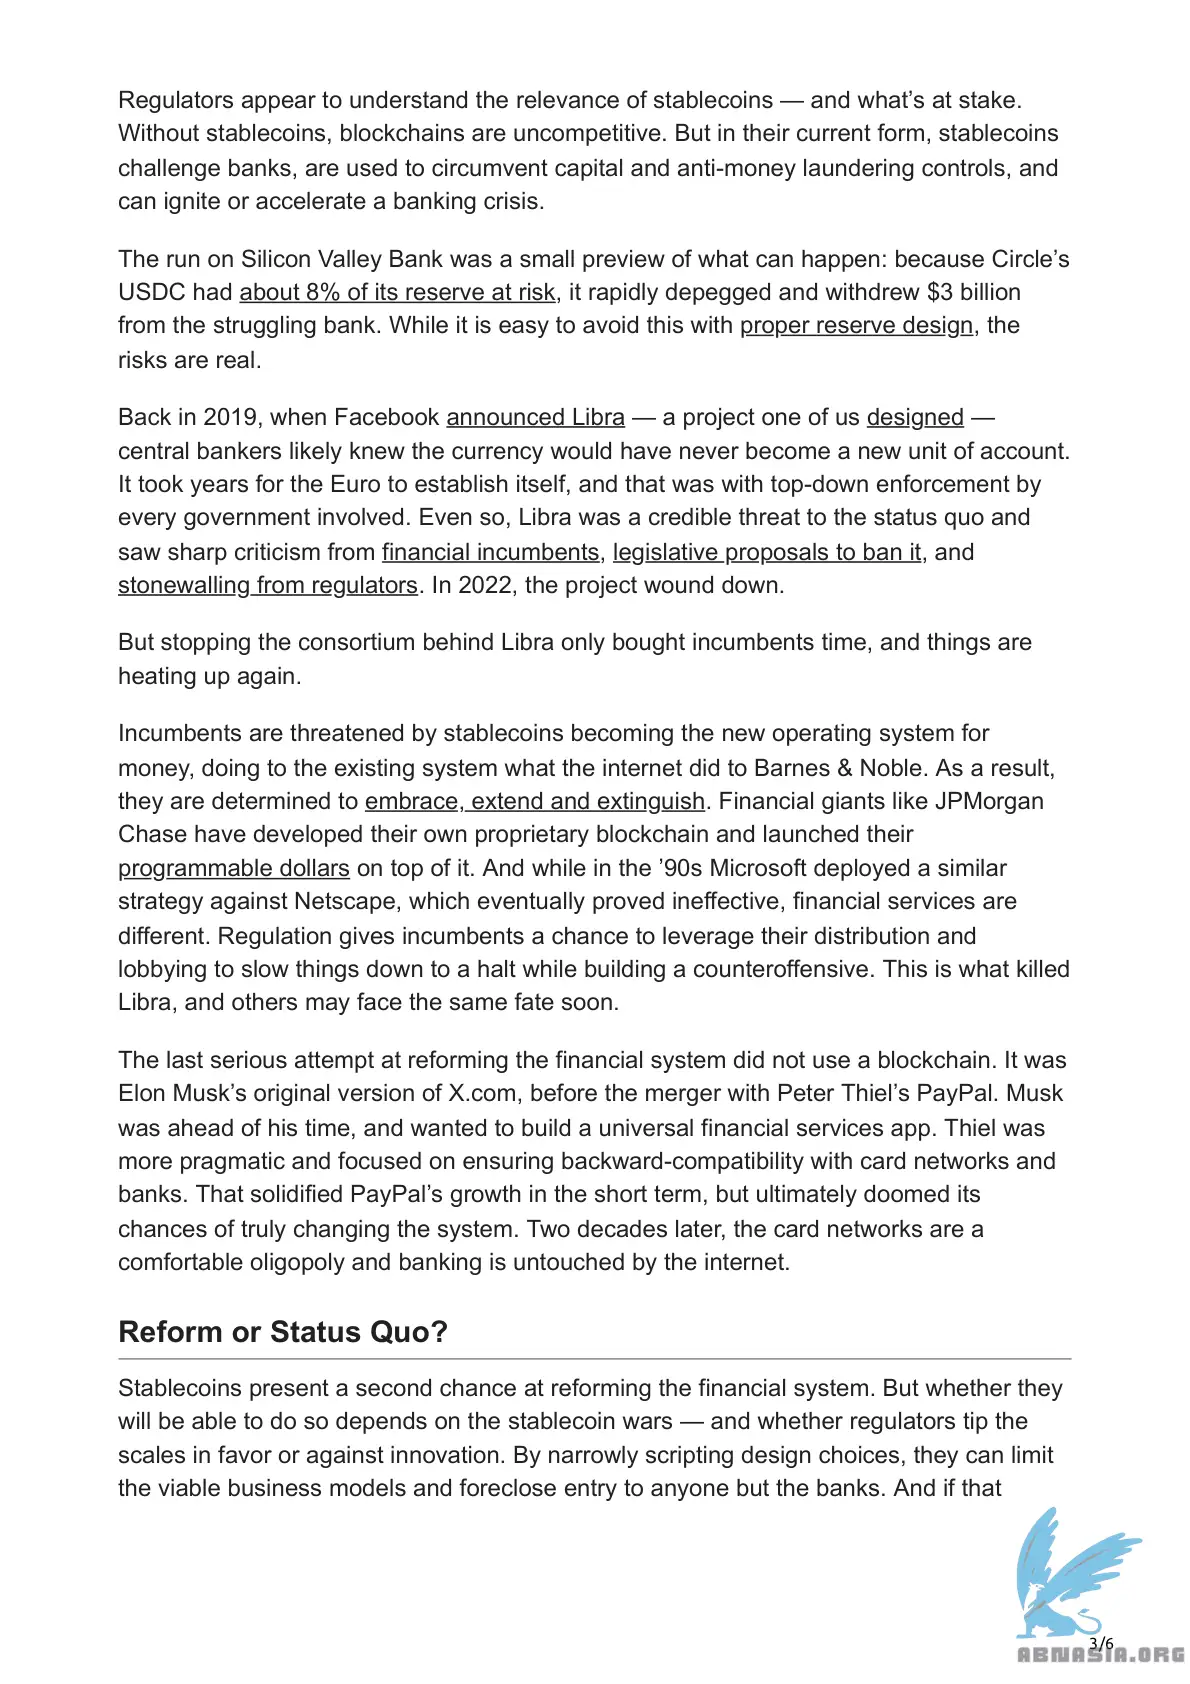 Regulators appear to understand the relevance of stablecoins — and what’s at stake.
Without stablecoins, blockchains are uncompetitive. But in their current form, stablecoins
challenge banks, are used to circumvent capital and anti-money laundering controls, and
can ignite or accelerate a banking crisis.
The run on Silicon Valley Bank was a small preview of what can happen: because Circle’s
USDC had about 8% of its reserve at risk, it rapidly depegged and withdrew $3 billion
from the struggling bank. While it is easy to avoid this with proper reserve design, the
risks are real.
Back in 2019, when Facebook announced Libra — a project one of us designed —
central bankers likely knew the currency would have never become a new unit of account.
It took years for the Euro to establish itself, and that was with top-down enforcement by
every government involved. Even so, Libra was a credible threat to the status quo and
saw sharp criticism from financial incumbents, legislative proposals to ban it, and
stonewalling from regulators. In 2022, the project wound down.
But stopping the consortium behind Libra only bought incumbents time, and things are
heating up again.
Incumbents are threatened by stablecoins becoming the new operating system for
money, doing to the existing system what the internet did to Barnes & Noble. As a result,
they are determined to embrace, extend and extinguish. Financial giants like JPMorgan
Chase have developed their own proprietary blockchain and launched their
programmable dollars on top of it. And while in the ’90s Microsoft deployed a similar
strategy against Netscape, which eventually proved ineffective, financial services are
different. Regulation gives incumbents a chance to leverage their distribution and
lobbying to slow things down to a halt while building a counteroffensive. This is what killed
Libra, and others may face the same fate soon.
The last serious attempt at reforming the financial system did not use a blockchain. It was
Elon Musk’s original version of X.com, before the merger with Peter Thiel’s PayPal. Musk
was ahead of his time, and wanted to build a universal financial services app. Thiel was
more pragmatic and focused on ensuring backward-compatibility with card networks and
banks. That solidified PayPal’s growth in the short term, but ultimately doomed its
chances of truly changing the system. Two decades later, the card networks are a
comfortable oligopoly and banking is untouched by the internet.
Reform or Status Quo?
Stablecoins present a second chance at reforming the financial system. But whether they
will be able to do so depends on the stablecoin wars — and whether regulators tip the
scales in favor or against innovation. By narrowly scripting design choices, they can limit
the viable business models and foreclose entry to anyone but the banks. And if that
3/6
ABNASIA.ORG